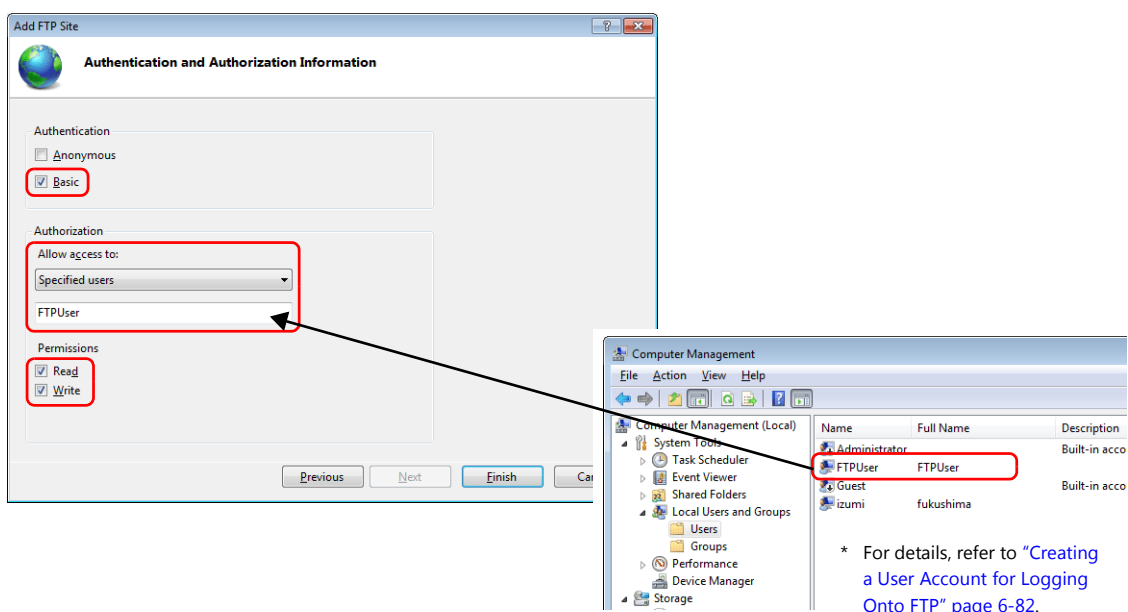 Add FTP Site
Authentication and Authorization Information
Authentication
Anonymous
Basic
Authorization
Allow access to:
Specified users
FTPUser
Permissions
Read
Write
Previous
Next
Finish
Computer Management
File Action View Help
Computer Management (Local)
System Tools
Task Scheduler
Event Viewer
Shared Folders
Local Users and Groups
Users
Groups
Performance
Device Manager
Storage
Name Full Name Description
Administrator Built-in acco
FTPUser FTPUser
Guest Built-in acco
izumi fukushima
* For details, refer to "Creating
a User Account for Logging
Onto FTP" page 6-82.